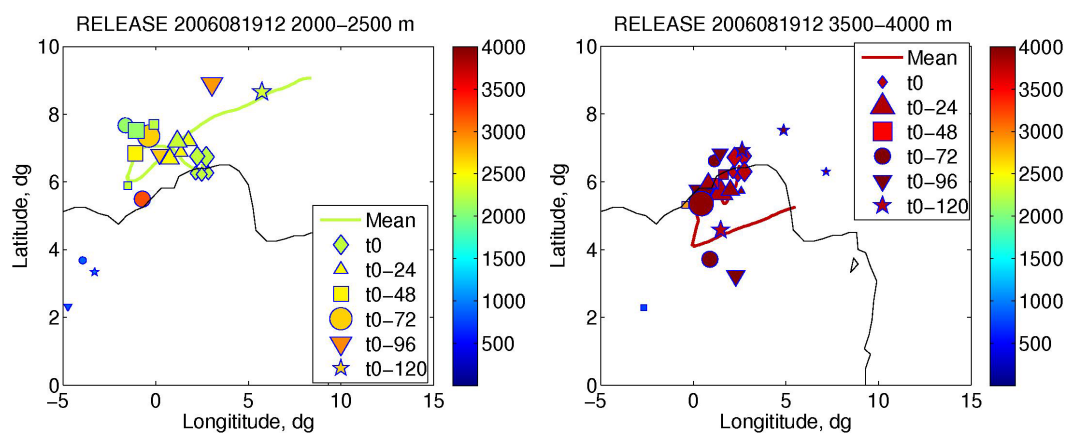 RELEASE 2006081912 2000−2500 m
10
8
6
4
2
0
−5
0
5
10
15
Latitude, dg
Longititude, dg
Mean
t0
t0−24
t0−48
t0−72
t0−96
t0−120
4000
3500
3000
2500
2000
1500
1000
500
RELEASE 2006081912 3500−4000 m
10
8
6
4
2
0
−5
0
5
10
15
Latitude, dg
Longititude, dg
Mean
t0
t0−24
t0−48
t0−72
t0−96
t0−120
4000
3500
3000
2500
2000
1500
1000
500